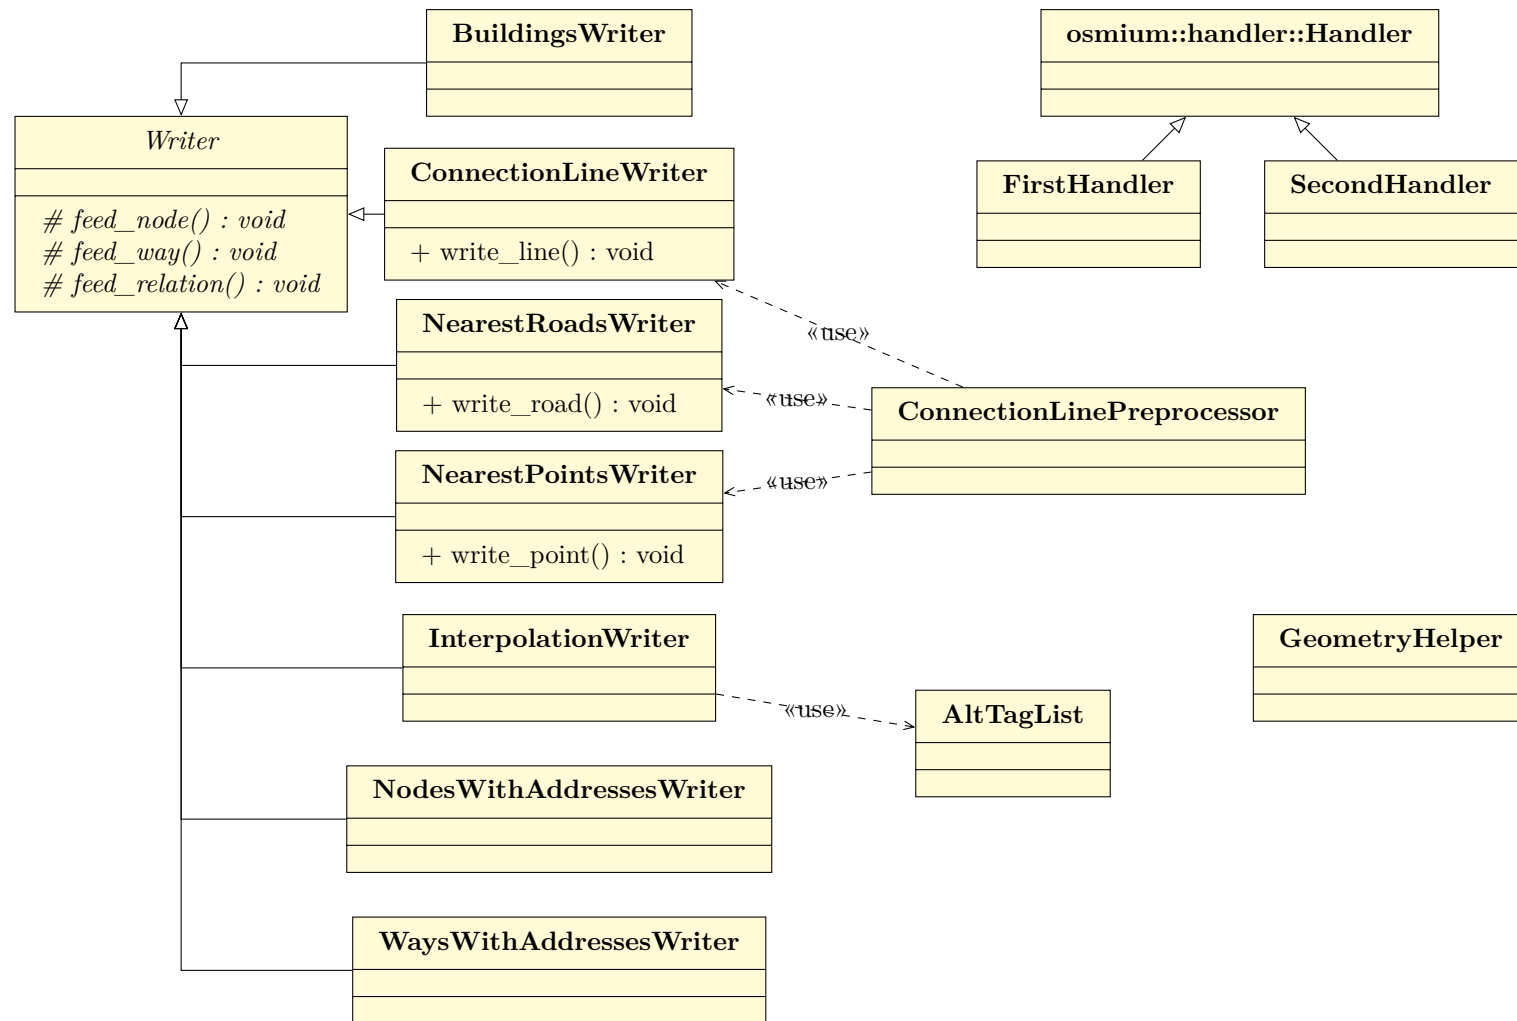 BuildingsWriter
osmium::handler::Handler
Writer
# feed_node() : void
# feed_way() : void
# feed_relation() : void
ConnectionLineWriter
+ write_line() : void
FirstHandler
SecondHandler
NearestRoadsWriter
+ write_road() : void
«use»
«use»
ConnectionLinePreprocessor
NearestPointsWriter
+ write_point() : void
«use»
InterpolationWriter
GeometryHelper
«use»
AltTagList
NodesWithAddressesWriter
WaysWithAddressesWriter